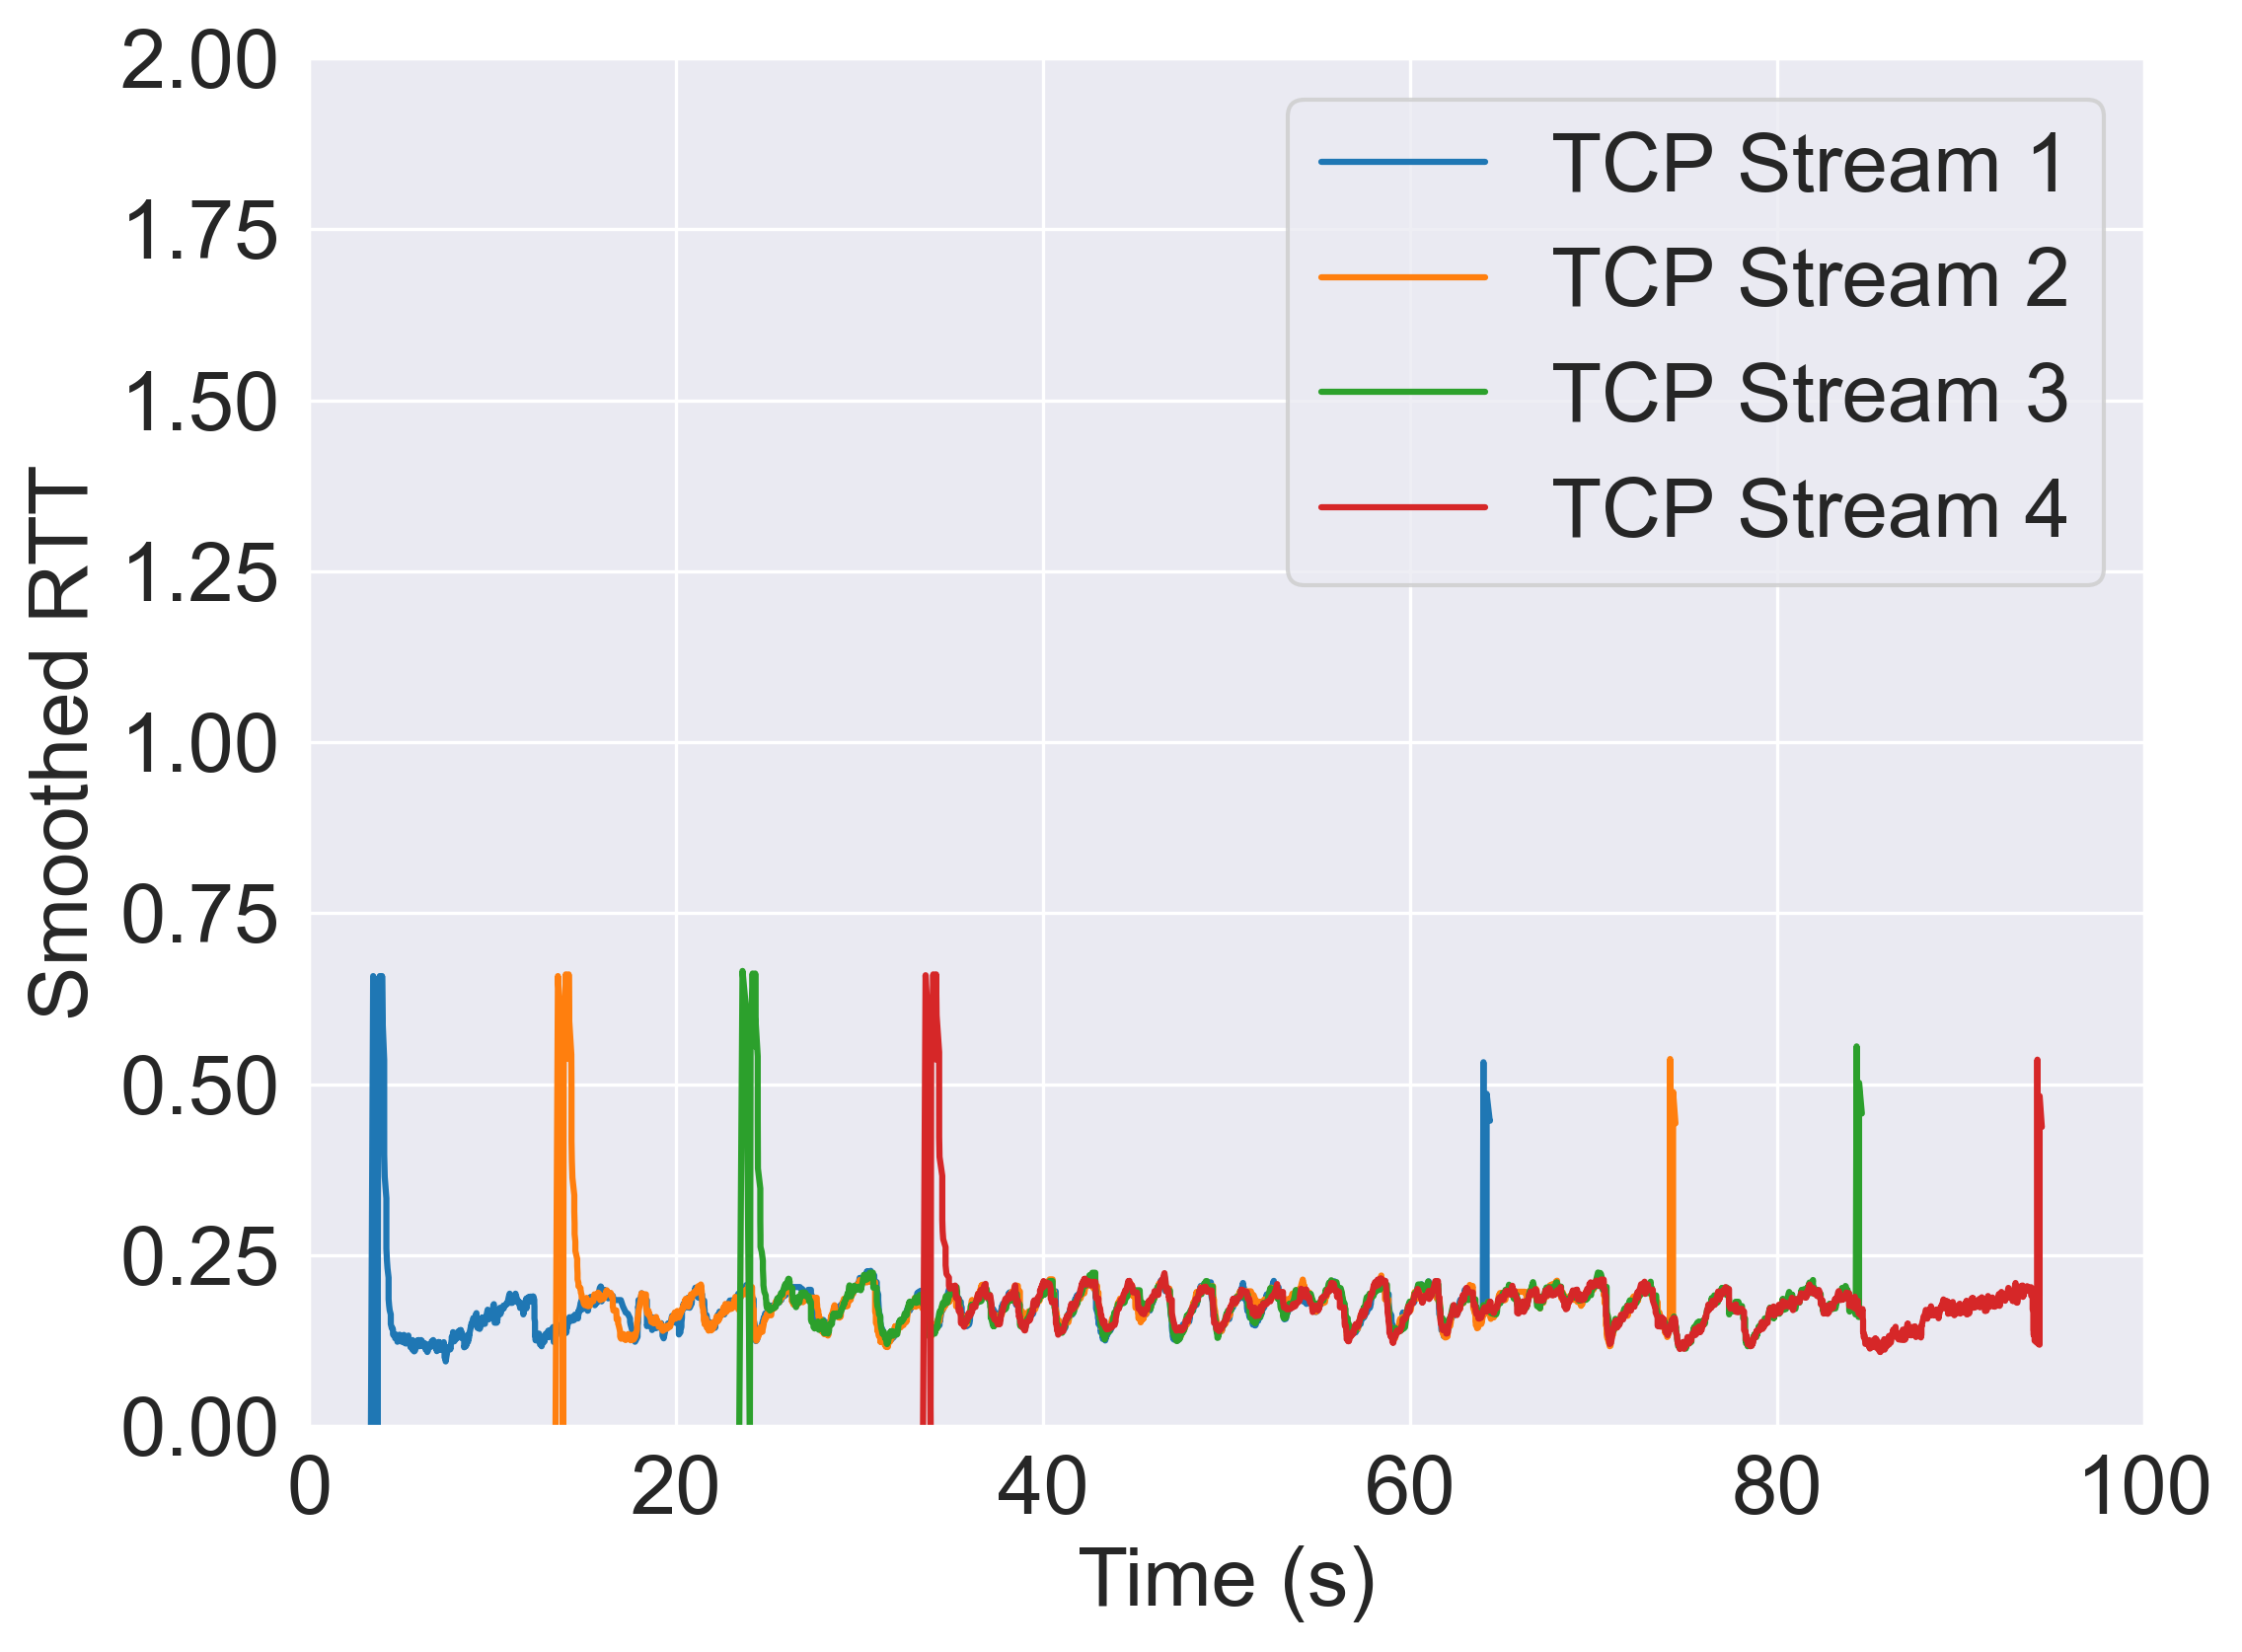 2.00
1.75
1.50
1.25
1.00
0.75
0.50
0.25
0.00
Smoothed RTT
TCP Stream 1
TCP Stream 2
TCP Stream 3
TCP Stream 4
0 20 40 60 80 100
Time (s)